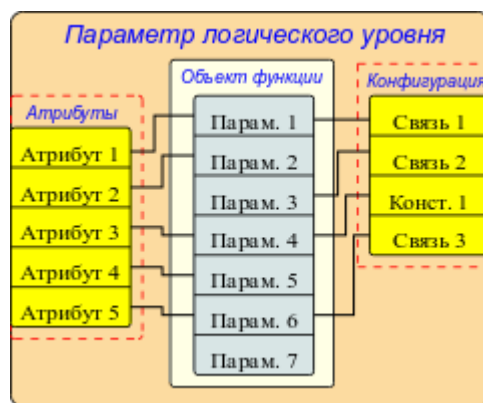 Параметр логического уровня
Атрибуты
Атрибут 1
Атрибут 2
Атрибут 3
Атрибут 4
Атрибут 5
Объект функции
Парам. 1
Парам. 2
Парам. 3
Парам. 4
Парам. 5
Парам. 6
Парам. 7
Конфигурация
Связь 1
Связь 2
Конст. 1
Связь 3